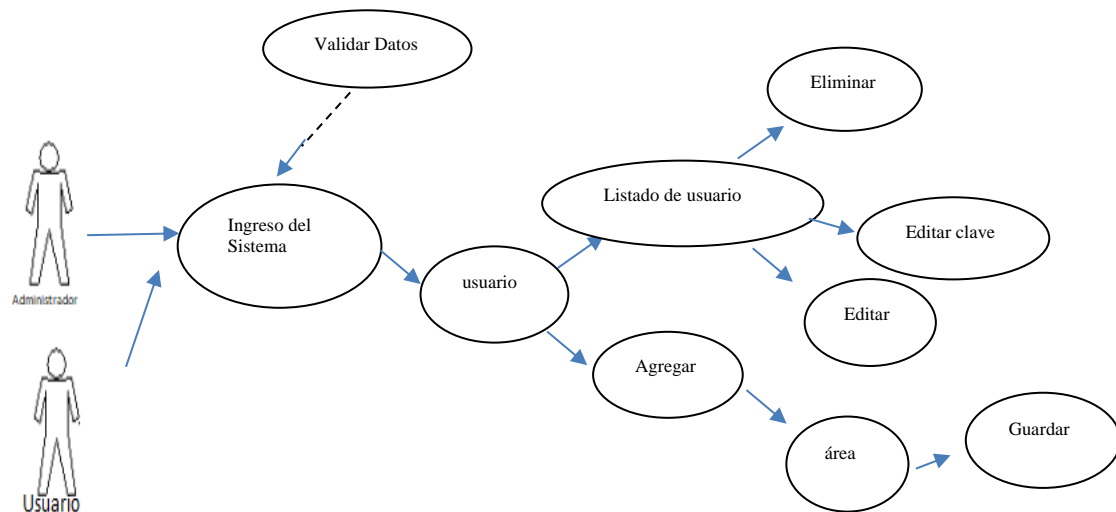 Validar Datos
Eliminar
Listado de usuario
Ingreso del
Sistema
Editar clave
usuario
Administrador
Editar
Agregar
Guardar
área
Usuario